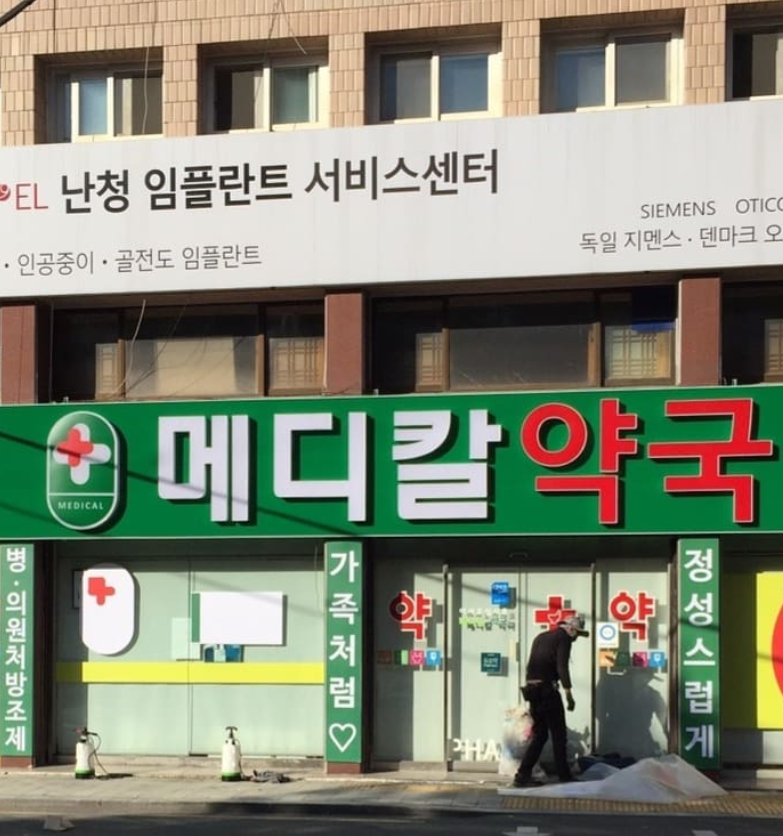 EL 난청 임플란트 서비스센터
SIEMENS OTICO
· 인공중이 · 골전도 임플란트
독일 지멘스 · 덴마크 오
MEDICAL
메디칼약국
병·의원처방조제
가족처럼♡
정성스럽게
약
약
PHA